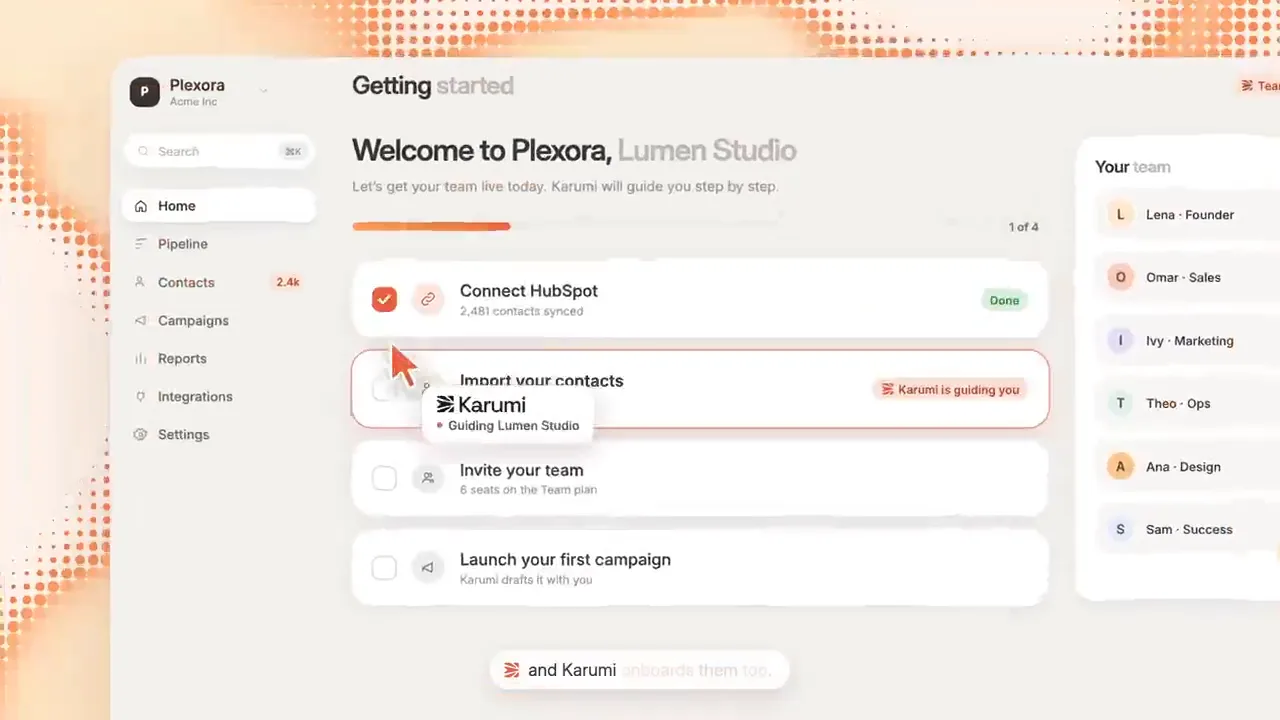 P
Plexora
Acme Inc
Search
⌘K
Home
Pipeline
Contacts
2.4k
Campaigns
Reports
Integrations
Settings
Getting started
Welcome to Plexora, Lumen Studio
Let's get your team live today. Karumi will guide you step by step.
1 of 4
Connect HubSpot
2,481 contacts synced
Done
Import your contacts
Karumi is guiding you
Karumi
Guiding Lumen Studio
Invite your team
6 seats on the Team plan
Launch your first campaign
Karumi drafts it with you
and Karumi onboards them too.
Your team
L
Lena · Founder
O
Omar · Sales
I
Ivy · Marketing
T
Theo · Ops
A
Ana · Design
S
Sam · Success